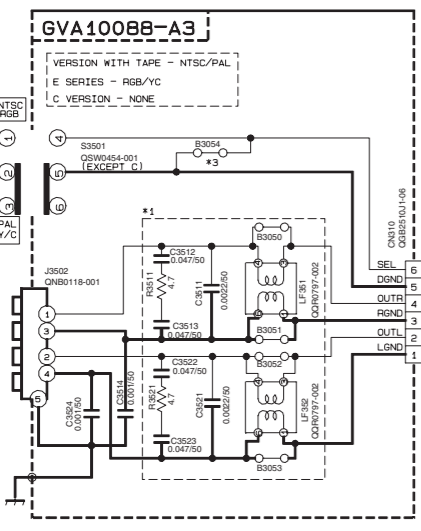 GVA10088-A3
VERSION WITH TAPE - NTSC/PAL
E SERIES - RGB/YC
C VERSION - NONE
NTSC
RGB
1
4
S3501
QSW0454-001
(EXCEPT C)
B3054
*3
2
5
3
6
PAL
Y/C
CN310
QGB2510J1-06
*1
B3050
J3502
QNB0118-001
C3512
0.047/50
R3511
4.7
C3511
0.0022/50
LF351
QQR0797-002
SEL
6
DGND
5
OUTR
4
RGND
3
OUTL
2
LGND
1
1
3
2
4
5
C3513
0.047/50
B3051
C3522
0.047/50
B3052
C3524
0.001/50
C3514
0.001/50
R3521
4.7
C3521
0.0022/50
LF352
QQR0797-002
C3523
0.047/50
B3053